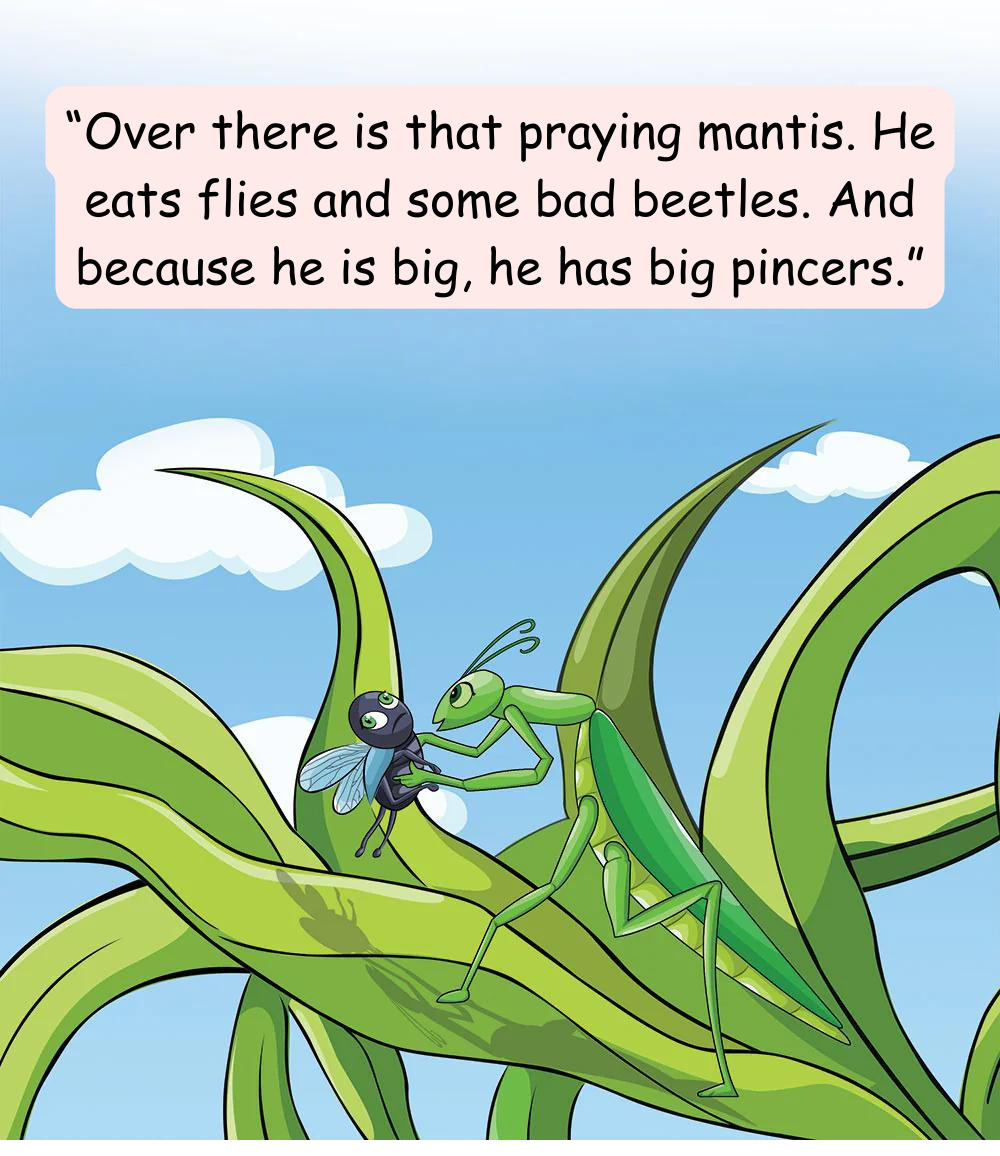 “Over there is that praying mantis. He
eats flies and some bad beetles. And
because he is big, he has big pincers.”